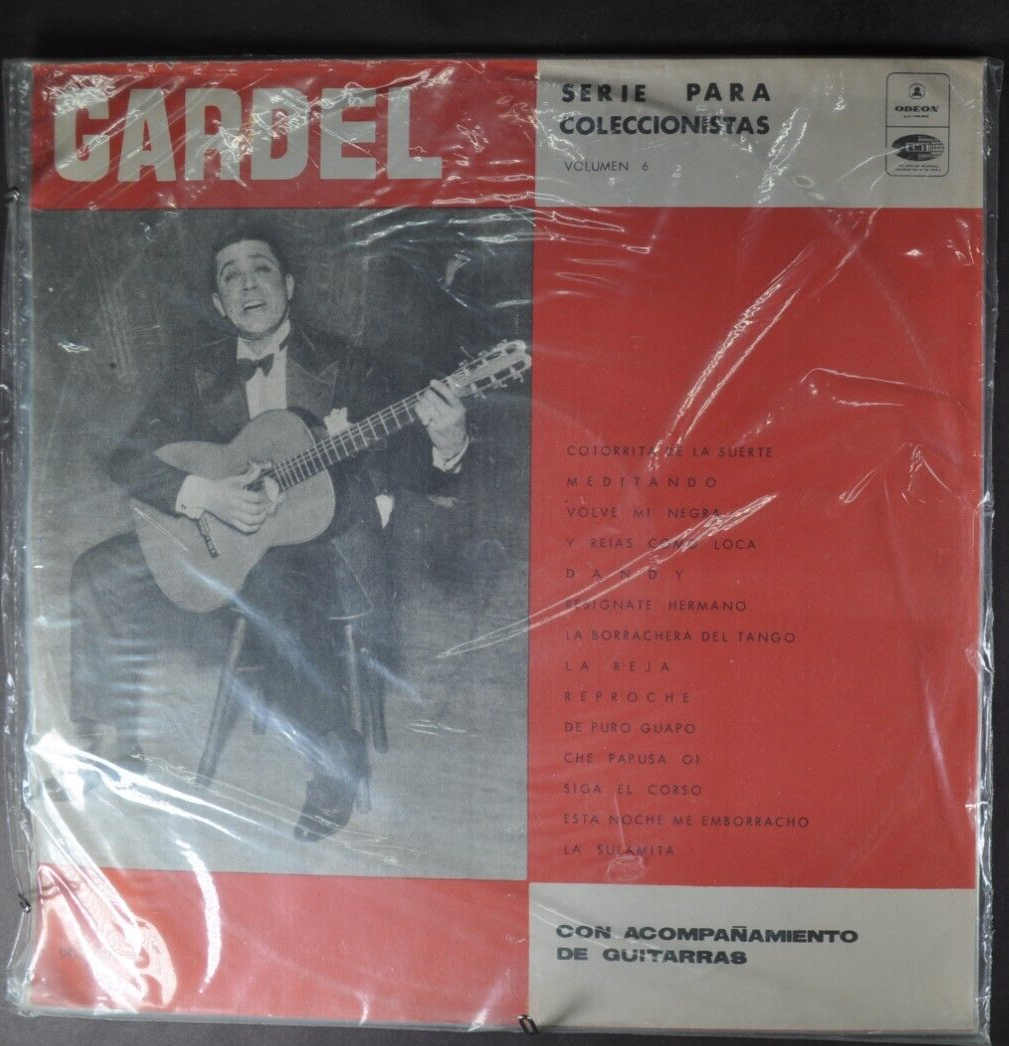 GARDEL
SERIE PARA
COLECCIONISTAS
VOLUMEN 6
ODEON
EMI
COTORRITA DE LA SUERTE
MEDITANDO
VOLVE MI NEGRA
Y REIAS COMO LOCA
DANDY
RESIGNATE HERMANO
LA BORRACHERA DEL TANGO
LA REJA
REPROCHE
DE PURO GUAPO
CHE PAPUSA OI
SIGA EL CORSO
ESTA NOCHE ME EMBORRACHO
LA SULAMITA
CON ACOMPAÑAMIENTO
DE GUITARRAS